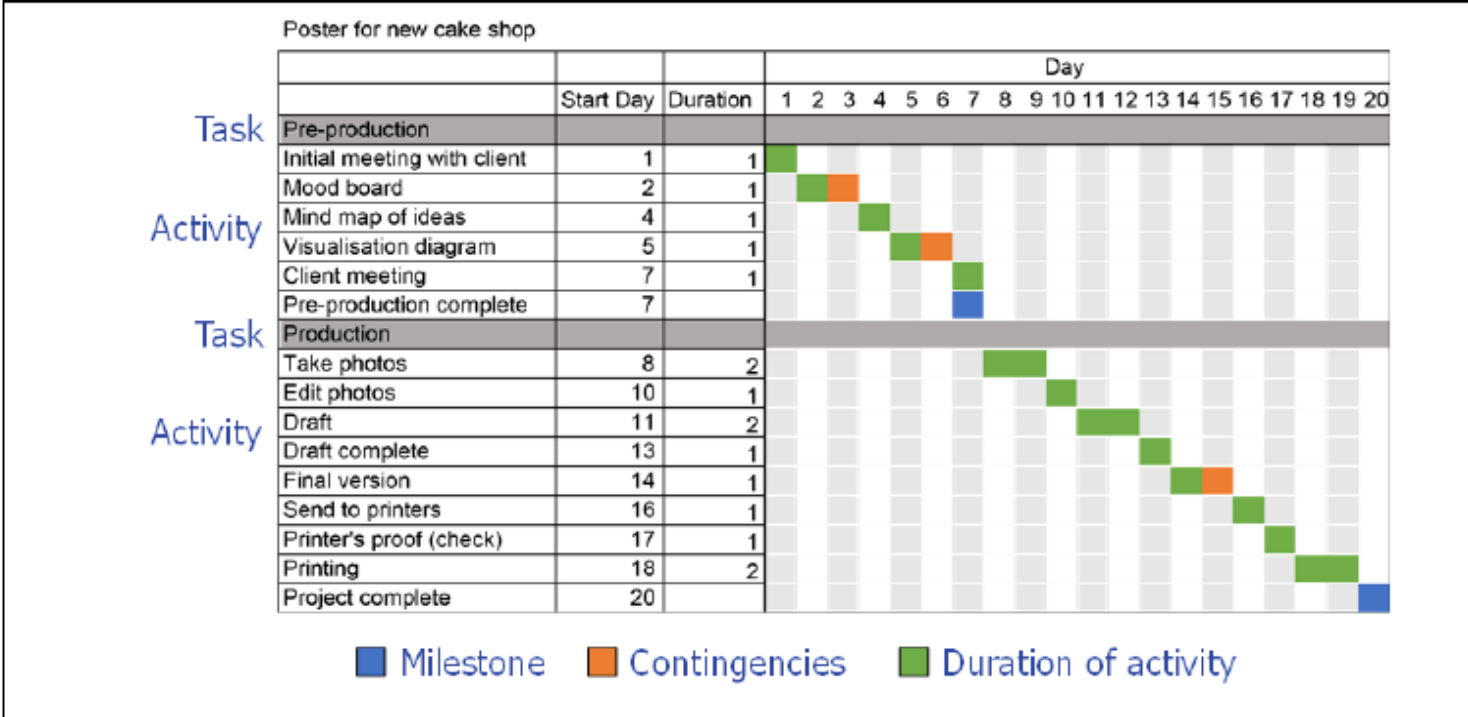 Poster for new cake shop
Day
Start Day Duration 1 2 3 4 5 6 7 8 9 10 11 12 13 14 15 16 17 18 19 20
Task Pre-production
Initial meeting with client 1 1
Mood board 2 1
Activity
Mind map of ideas 4 1
Visualisation diagram 5 1
Client meeting 7 1
Pre-production complete 7
Task Production
Take photos 8 2
Edit photos 10 1
Activity
Draft 11 2
Draft complete 13 1
Final version 14 1
Send to printers 16 1
Printer's proof (check) 17 1
Printing 18 2
Project complete 20
Milestone Contingencies Duration of activity